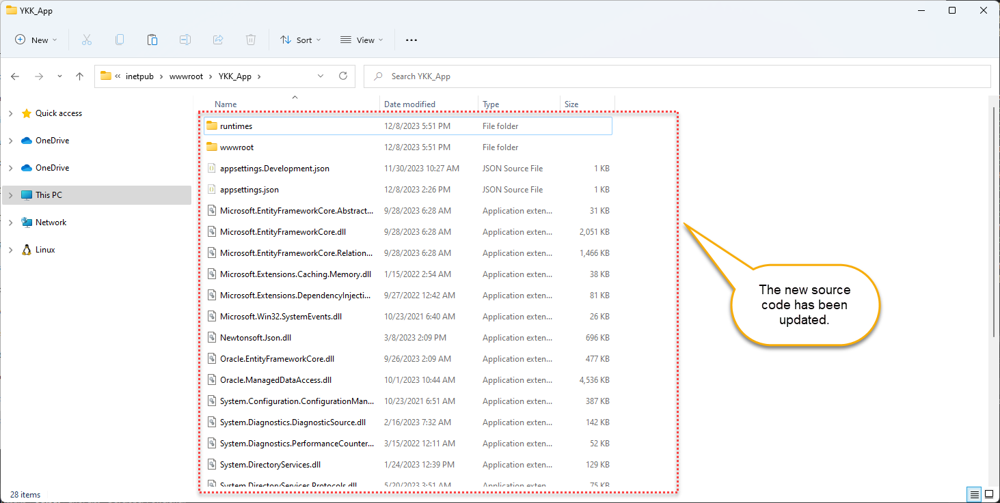 YKK_App
New
Sort
View
« inetpub › wwwroot › YKK_App ›
Search YKK_App
Quick access
OneDrive
OneDrive
This PC
Network
Linux
Name Date modified Type Size
runtimes 12/8/2023 5:51 PM File folder
wwwroot 12/8/2023 5:51 PM File folder
appsettings.Development.json 11/30/2023 10:27 AM JSON Source File 1 KB
appsettings.json 12/8/2023 2:26 PM JSON Source File 1 KB
Microsoft.EntityFrameworkCore.Abstract... 9/28/2023 6:28 AM Application exten... 31 KB
Microsoft.EntityFrameworkCore.dll 9/28/2023 6:28 AM Application exten... 2,051 KB
Microsoft.EntityFrameworkCore.Relation... 9/28/2023 6:28 AM Application exten... 1,466 KB
Microsoft.Extensions.Caching.Memory.dll 1/15/2022 2:54 AM Application exten... 38 KB
Microsoft.Extensions.DependencyInjecti... 9/27/2022 12:42 AM Application exten... 81 KB
Microsoft.Win32.SystemEvents.dll 10/23/2021 6:40 AM Application exten... 26 KB
Newtonsoft.Json.dll 3/8/2023 2:09 PM Application exten... 696 KB
Oracle.EntityFrameworkCore.dll 9/26/2023 2:09 AM Application exten... 477 KB
Oracle.ManagedDataAccess.dll 10/1/2023 10:44 AM Application exten... 4,536 KB
System.Configuration.ConfigurationMan... 10/23/2021 6:51 AM Application exten... 387 KB
System.Diagnostics.DiagnosticSource.dll 2/16/2023 7:32 AM Application exten... 142 KB
System.Diagnostics.PerformanceCounter... 3/15/2022 12:11 AM Application exten... 52 KB
System.DirectoryServices.dll 1/24/2023 12:39 PM Application exten... 129 KB
System.DirectoryServices.Protocols.dll 5/20/2023 3:51 AM Application exten... 75 KB
The new source
code has been
updated.
28 items